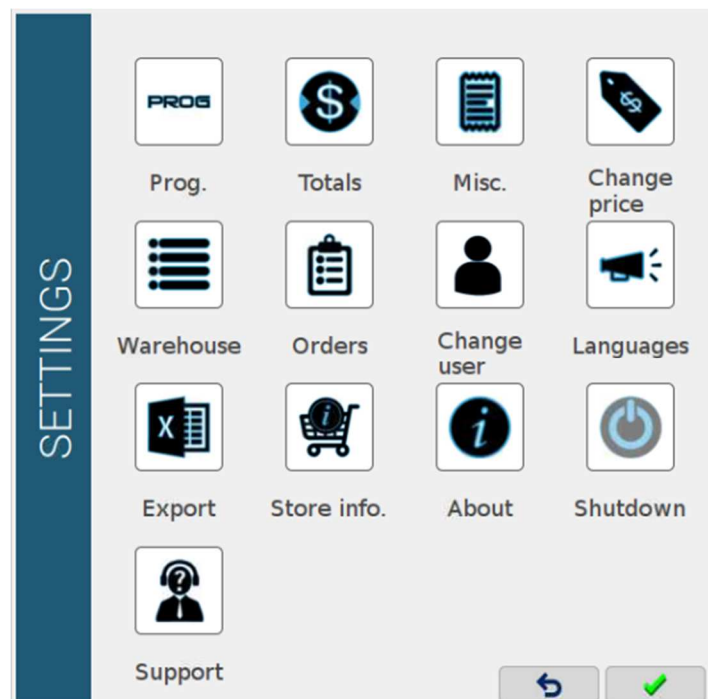 SETTINGS
PROG
Prog.
Totals
Misc.
Change
price
Warehouse
Orders
Change
user
Languages
X
Export
Store info.
About
Shutdown
Support